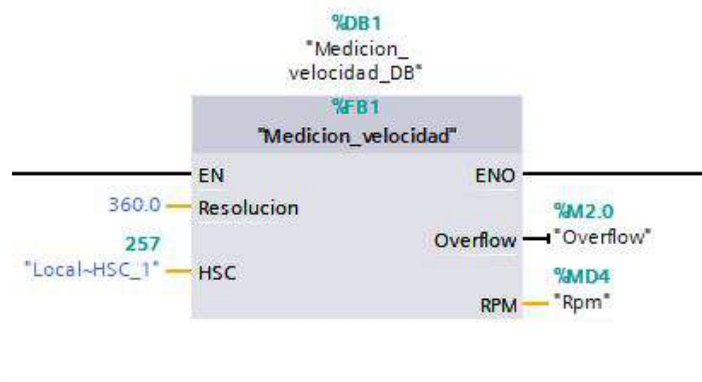 %DB1
"Medicion_
velocidad_DB"
%FB1
"Medicion_velocidad"
EN ENO
360.0 Resolucion
%M2.0
257
Overflow "Overflow"
"Local~HSC_1" HSC
%MD4
RPM "Rpm"